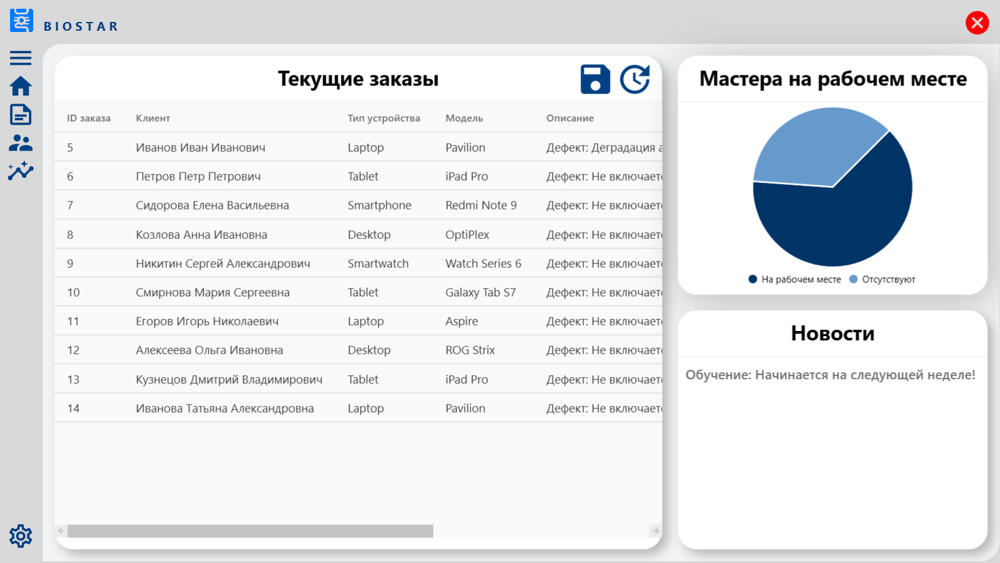 BIOSTAR
Текущие заказы
ID заказа Клиент Тип устройства Модель Описание
5 Иванов Иван Иванович Laptop Pavilion Дефект: Деградация
6 Петров Петр Петрович Tablet iPad Pro Дефект: Не включает
7 Сидорова Елена Васильевна Smartphone Redmi Note 9 Дефект: Не включает
8 Козлова Анна Ивановна Desktop OptiPlex Дефект: Не включает
9 Никитин Сергей Александрович Smartwatch Watch Series 6 Дефект: Не включает
10 Смирнова Мария Сергеевна Tablet Galaxy Tab S7 Дефект: Не включает
11 Егоров Игорь Николаевич Laptop Aspire Дефект: Не включает
12 Алексеева Ольга Ивановна Desktop ROG Strix Дефект: Не включает
13 Кузнецов Дмитрий Владимирович Tablet iPad Pro Дефект: Не включает
14 Иванова Татьяна Александровна Laptop Pavilion Дефект: Не включает
Мастера на рабочем месте
На рабочем месте Отсутствуют
Новости
Обучение: Начинается на следующей неделе!